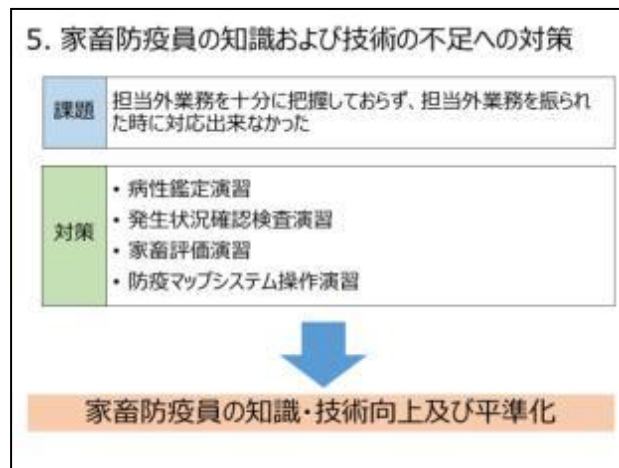 5. 家畜防疫員の知識および技術の不足への対策
課題
担当外業務を十分に把握しておらず、担当外業務を振られ
た時に対応出来なかった
対策
• 病性鑑定演習
• 発生状況確認検査演習
• 家畜評価演習
• 防疫マップシステム操作演習
家畜防疫員の知識・技術向上及び平準化